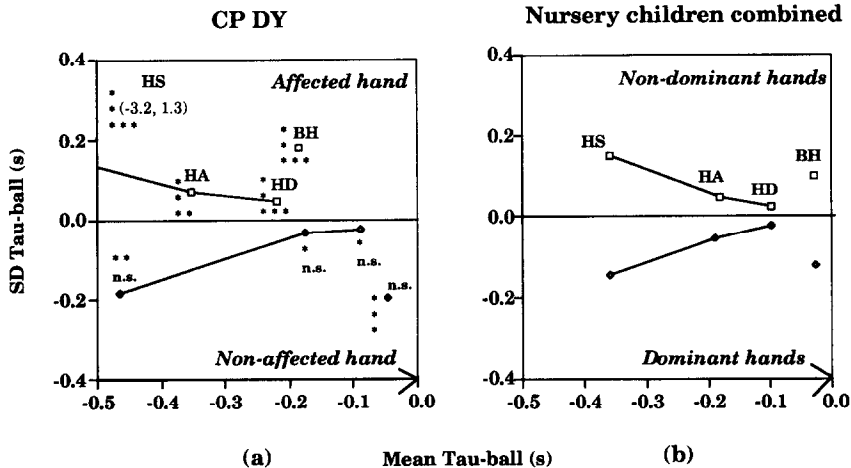 CP DY
Nursery children combined
SD Tau-ball (s)
0.4
0.2
0.0
-0.2
-0.4
HS
*
* (-3.2, 1.3)
* * *
Affected hand
*
*
* * *
BH
HA
*
*
* *
HD
*
*
* * *
* *
n.s.
*
n.s.
*
n.s.
n.s.
*
*
*
Non-affected hand
-0.5
-0.4
-0.3
-0.2
-0.1
0.0
0.4
0.2
0.0
-0.2
-0.4
Non-dominant hands
HS
HA
HD
BH
Dominant hands
-0.5
-0.4
-0.3
-0.2
-0.1
0.0
(a)
Mean Tau-ball (s)
(b)